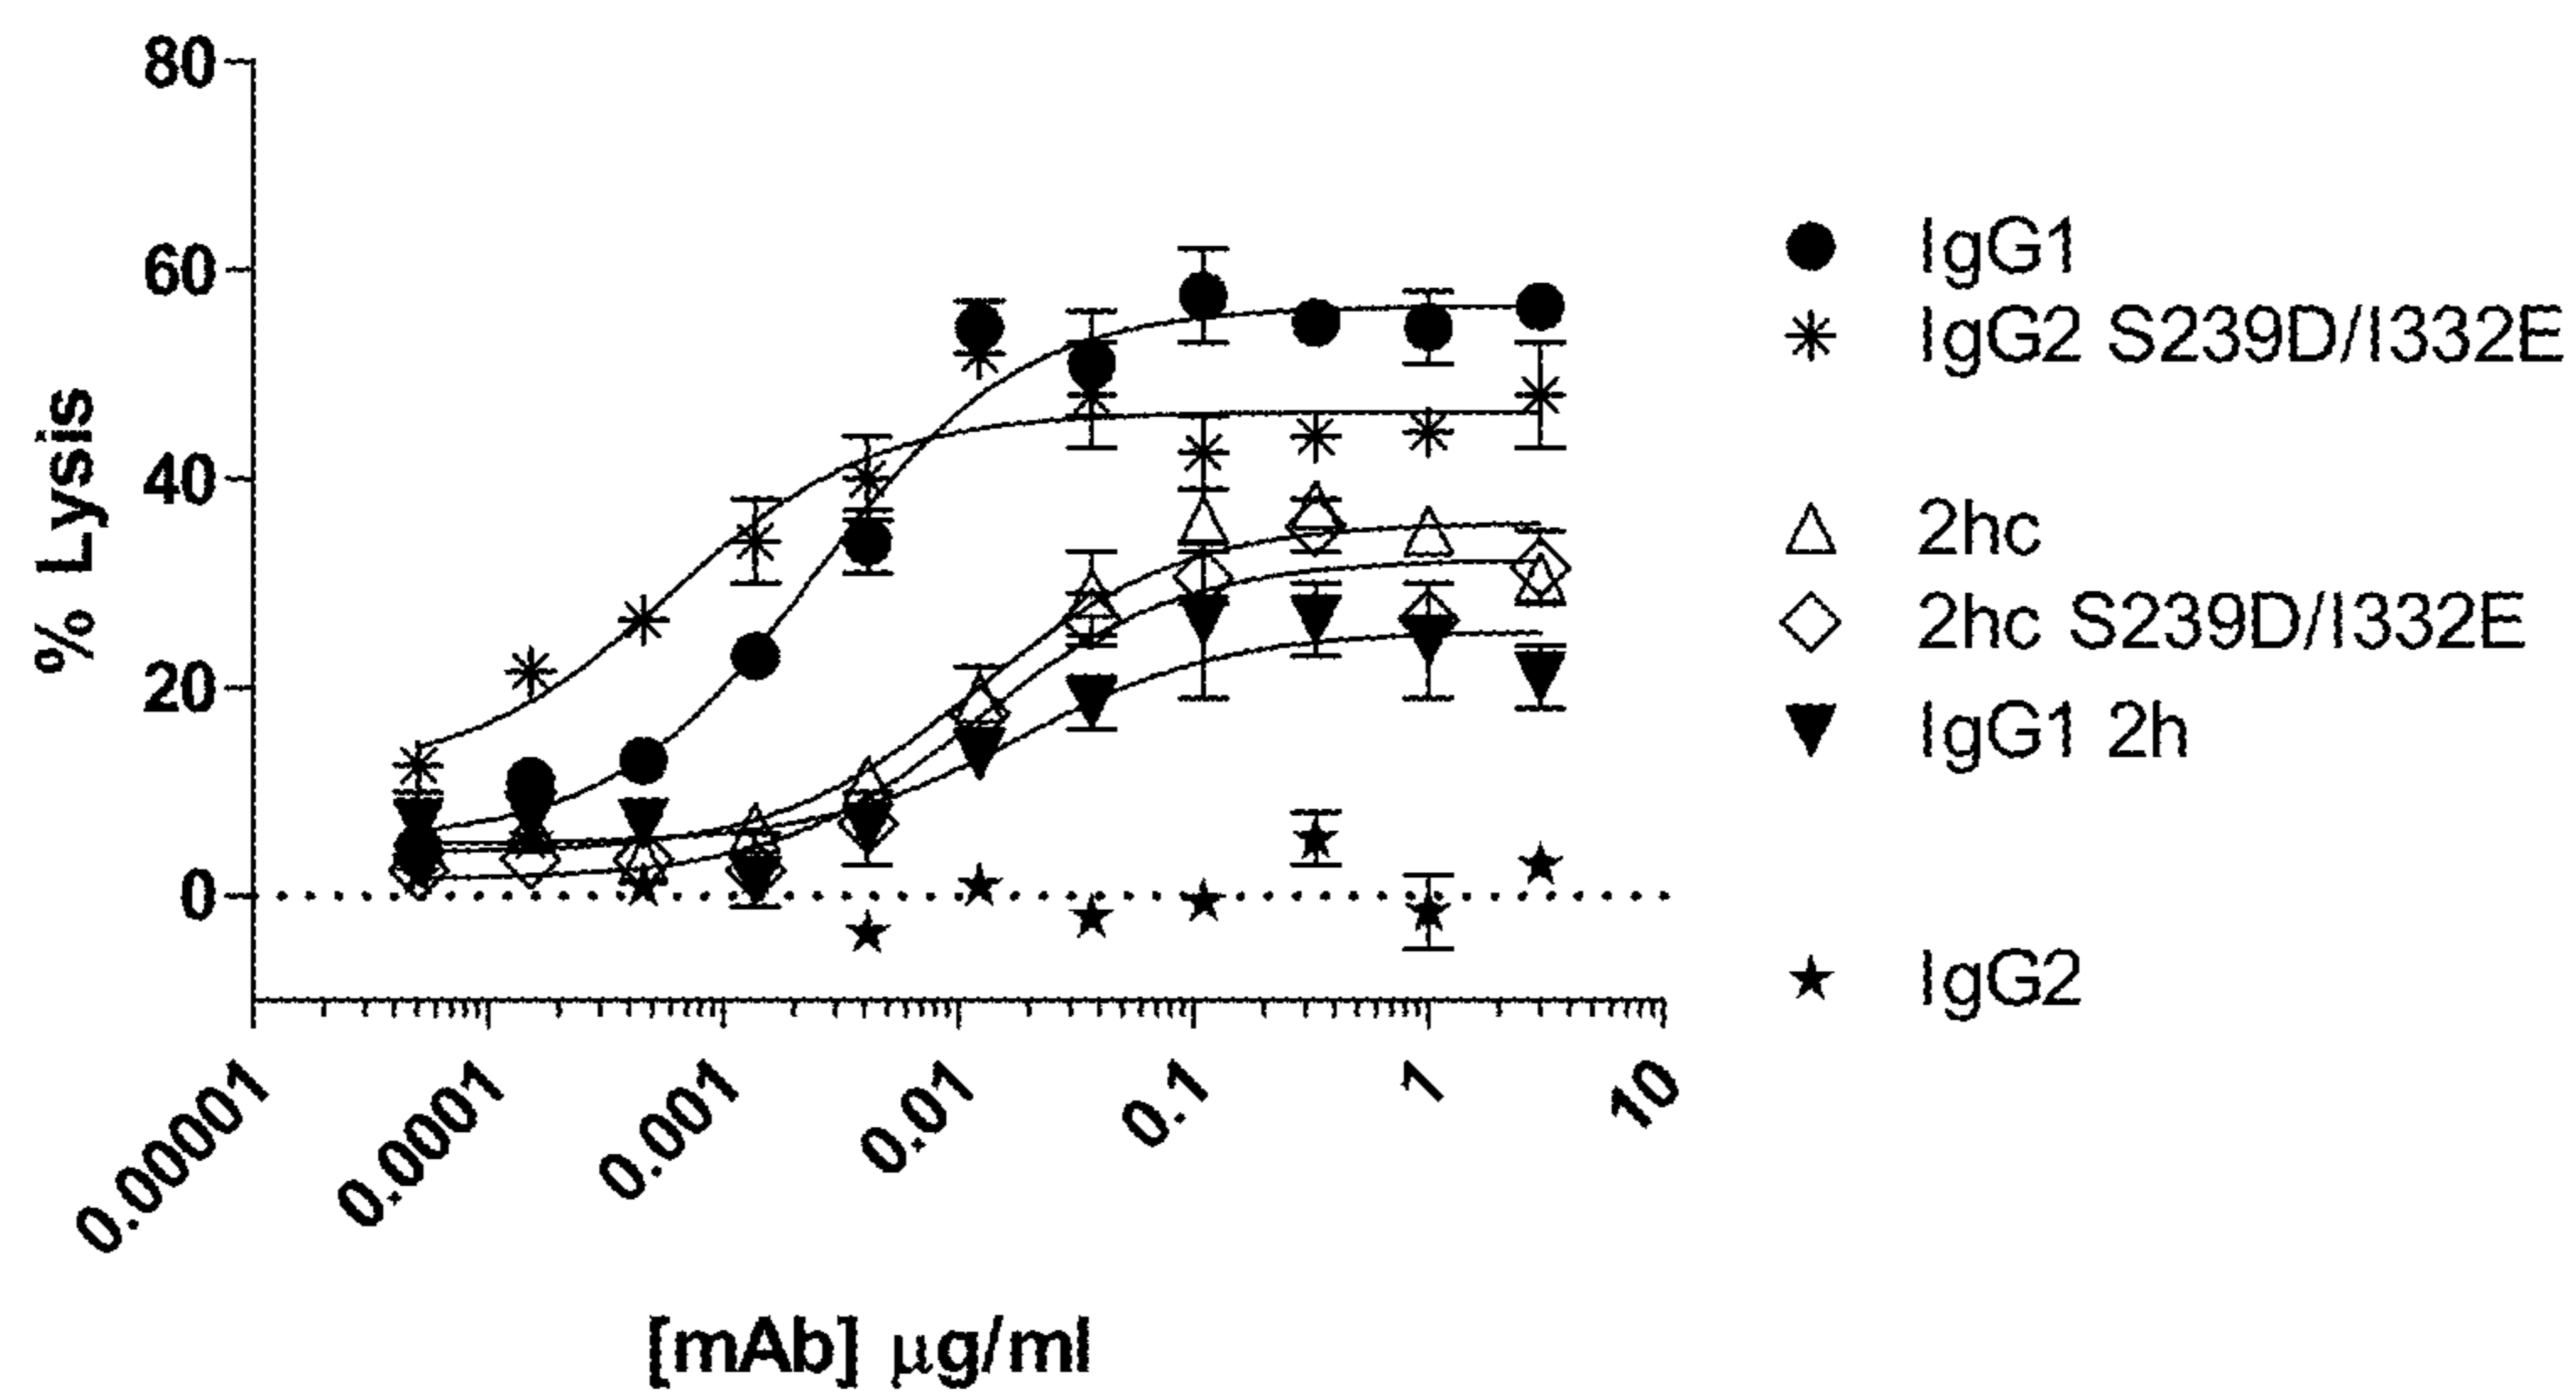 80
60
40
20
0
% Lysis
0.00001
0.0001
0.001
0.01
0.1
1
10
[mAb] μg/ml
IgG1
IgG2 S239D/I332E
2hc
2hc S239D/I332E
IgG1 2h
IgG2